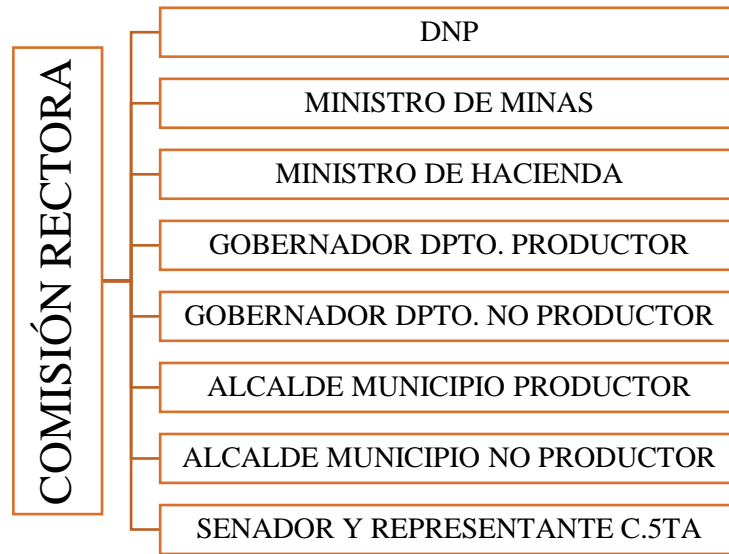 COMISIÓN RECTORA
DNP
MINISTRO DE MINAS
MINISTRO DE HACIENDA
GOBERNADOR DPTO. PRODUCTOR
GOBERNADOR DPTO. NO PRODUCTOR
ALCALDE MUNICIPIO PRODUCTOR
ALCALDE MUNICIPIO NO PRODUCTOR
SENADOR Y REPRESENTANTE C.5TA